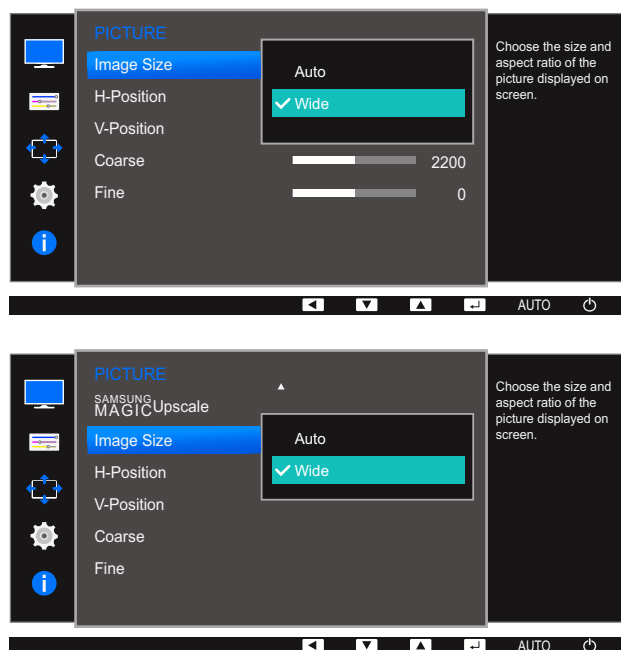 PICTURE
Image Size
Auto
Choose the size and
aspect ratio of the
picture displayed on
screen.
H-Position
Wide
V-Position
Coarse 2200
Fine 0
AUTO
PICTURE
SAMSUNG
MAGICUpscale
Choose the size and
aspect ratio of the
picture displayed on
screen.
Image Size
Auto
H-Position
Wide
V-Position
Coarse
Fine
AUTO